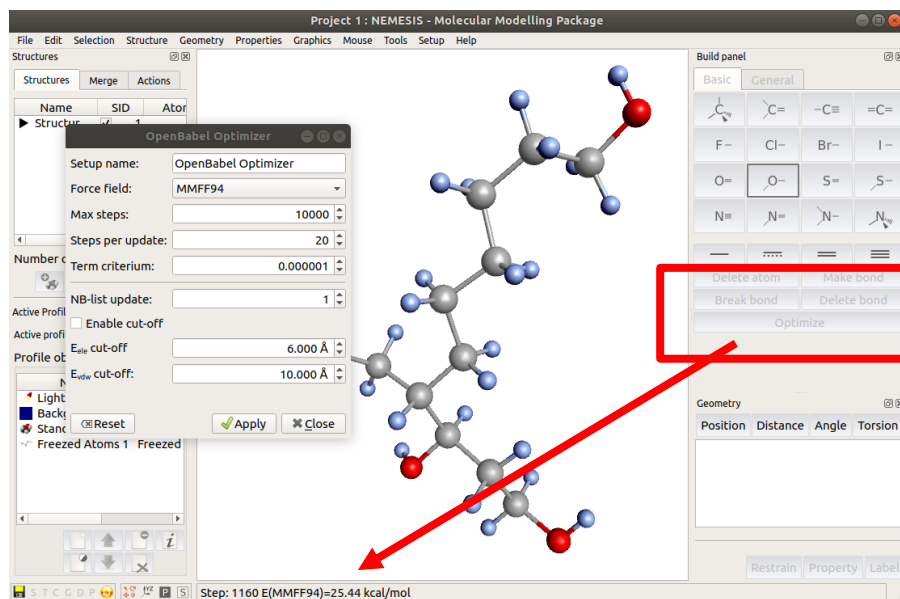 Project 1 : NEMESIS - Molecular Modelling Package
File Edit Selection Structure Geometry Properties Graphics Mouse Tools Setup Help
Structures
Structures Merge Actions
Name SID Ator
Structur 1
OpenBabel Optimizer
Setup name: OpenBabel Optimizer
Force field: MMFF94
Max steps: 10000
Steps per update: 20
Term criterium: 0.000001
NB-list update: 1
Enable cut-off
Eele cut-off 6.000 Å
Evdw cut-off: 10.000 Å
Reset Apply Close
Number o
Active Profil
Active profi
Profile ob
N
Light
Backg
Stanc
Freezed Atoms 1 Freezed
i
S T C G D P XYZ P S
Step: 1160 E(MMFF94)=25.44 kcal/mol
Build panel
Basic General
C C= -C≡ =C=
F- Cl- Br- I-
O= O- S= S-
N≡ N= N- N
Delete atom Make bond
Break bond Delete bond
Optimize
Geometry
Position Distance Angle Torsion
Restrain Property Label